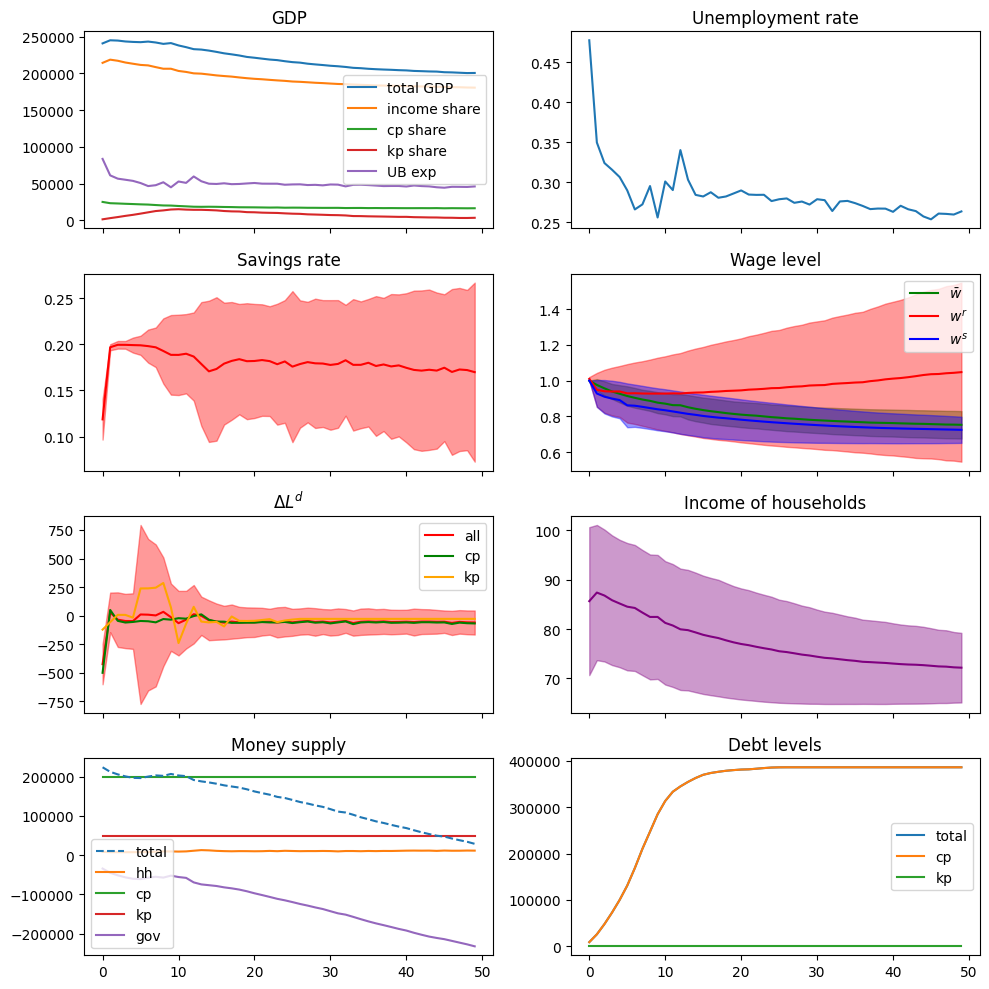 GDP
250000
200000
150000
100000
50000
0
total GDP
income share
cp share
kp share
UB exp
Unemployment rate
0.45
0.40
0.35
0.30
0.25
Savings rate
0.25
0.20
0.15
0.10
Wage level
1.4
1.2
1.0
0.8
0.6
w̄
w^r
w^s
ΔL^d
750
500
250
0
−250
−500
−750
all
cp
kp
Income of households
100
90
80
70
Money supply
200000
100000
0
−100000
−200000
total
hh
cp
kp
gov
0 10 20 30 40 50
Debt levels
400000
300000
200000
100000
0
total
cp
kp
0 10 20 30 40 50